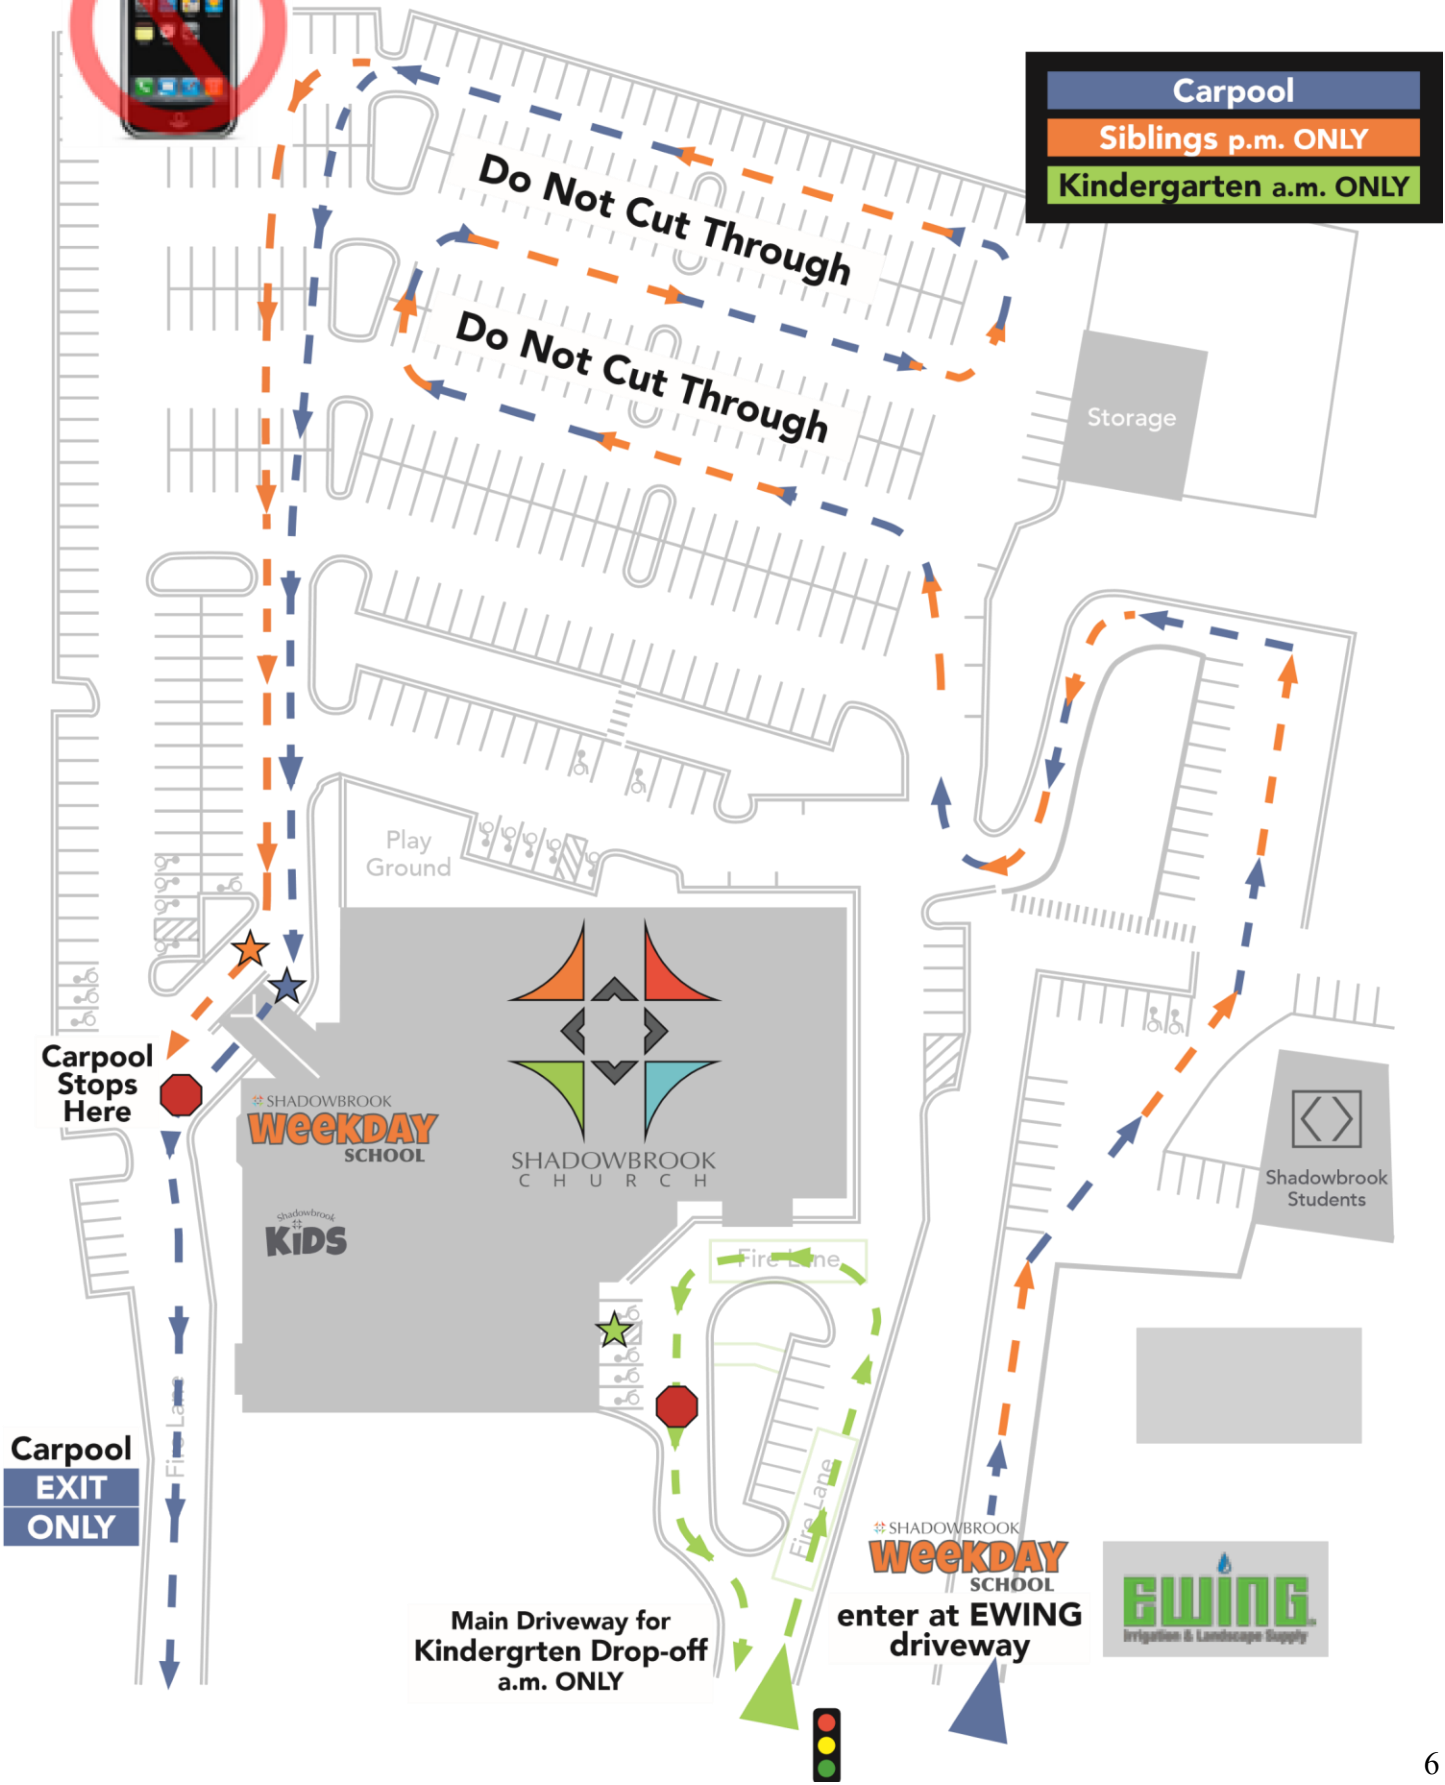 Carpool
Siblings p.m. ONLY
Kindergarten a.m. ONLY
Do Not Cut Through
Do Not Cut Through
Storage
Play
Ground
Carpool
Stops
Here
SHADOWBROOK
WEEKDAY
SCHOOL
SHADOWBROOK
CHURCH
Shadowbrook
Students
Shadowbrook
KiDS
Fire Lane
Carpool
EXIT
ONLY
Fire Lane
Fire Lane
SHADOWBROOK
WEEKDAY
SCHOOL
enter at EWING
driveway
EWING
Irrigation & Landscape Supply
Main Driveway for
Kindergrten Drop-off
a.m. ONLY
6